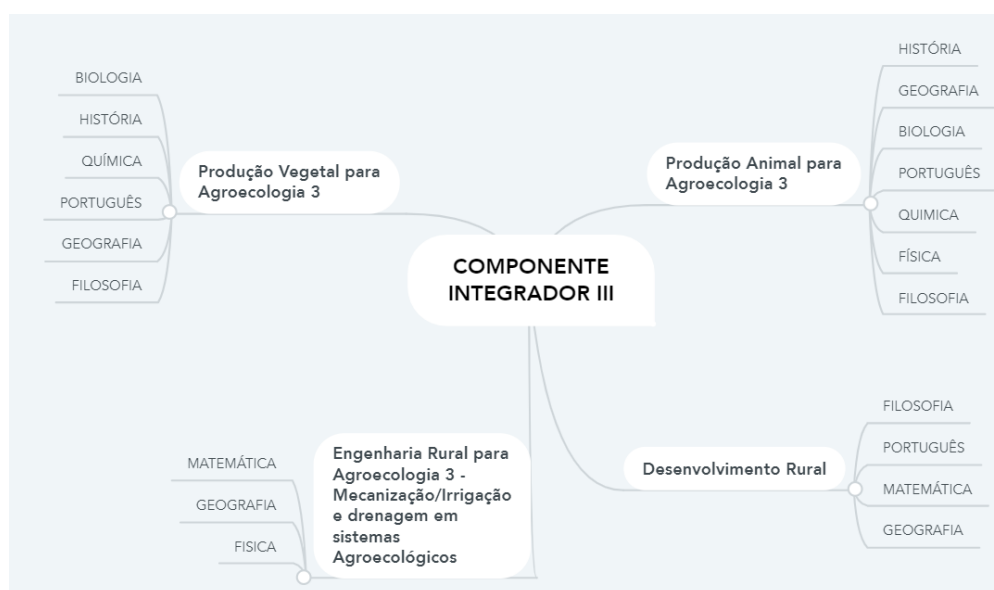 COMPONENTE
INTEGRADOR III
Produção Vegetal para
Agroecologia 3
BIOLOGIA
HISTÓRIA
QUÍMICA
PORTUGUÊS
GEOGRAFIA
FILOSOFIA
Produção Animal para
Agroecologia 3
HISTÓRIA
GEOGRAFIA
BIOLOGIA
PORTUGUÊS
QUIMICA
FÍSICA
FILOSOFIA
Engenharia Rural para
Agroecologia 3 -
Mecanização/Irrigação
e drenagem em
sistemas
Agroecológicos
MATEMÁTICA
GEOGRAFIA
FISICA
Desenvolvimento Rural
FILOSOFIA
PORTUGUÊS
MATEMÁTICA
GEOGRAFIA